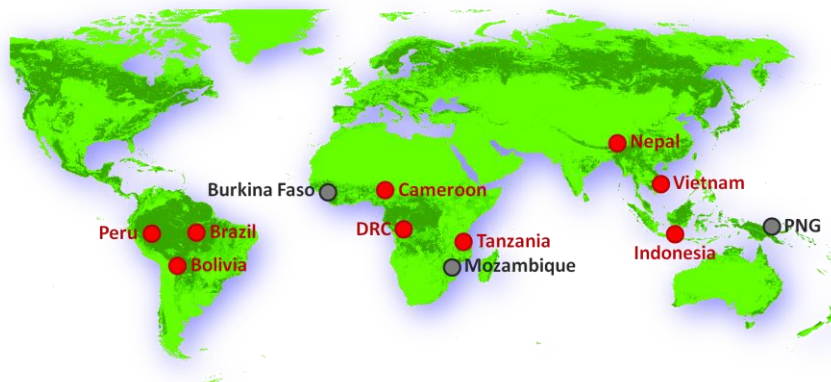 Nepal
Vietnam
Burkina Faso
Cameroon
PNG
Peru
Brazil
DRC
Tanzania
Indonesia
Bolivia
Mozambique